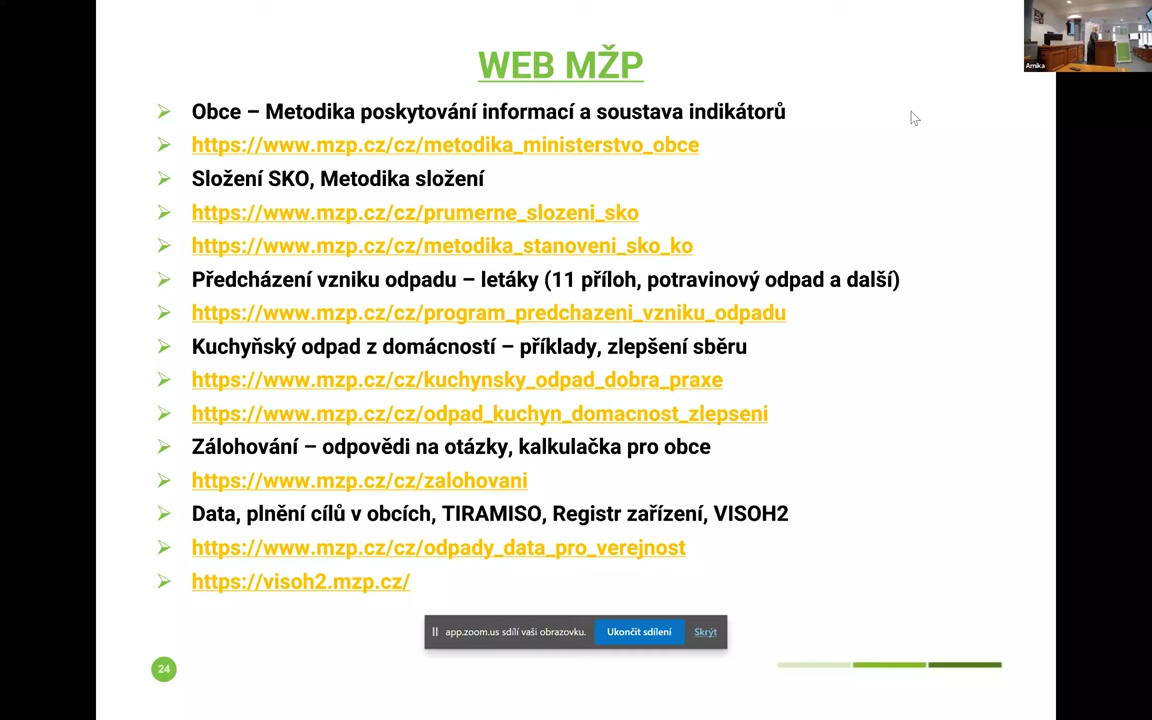 WEB MŽP
Arnika
Obce – Metodika poskytování informací a soustava indikátorů
https://www.mzp.cz/cz/metodika_ministerstvo_obce
Složení SKO, Metodika složení
https://www.mzp.cz/cz/prumerne_slozeni_sko
https://www.mzp.cz/cz/metodika_stanoveni_sko_ko
Předcházení vzniku odpadu – letáky (11 příloh, potravinový odpad a další)
https://www.mzp.cz/cz/program_predchazeni_vzniku_odpadu
Kuchyňský odpad z domácností – příklady, zlepšení sběru
https://www.mzp.cz/cz/kuchynsky_odpad_dobra_praxe
https://www.mzp.cz/cz/odpad_kuchyn_domacnost_zlepseni
Zálohování – odpovědi na otázky, kalkulačka pro obce
https://www.mzp.cz/cz/zalohovani
Data, plnění cílů v obcích, TIRAMISO, Registr zařízení, VISOH2
https://www.mzp.cz/cz/odpady_data_pro_verejnost
https://visoh2.mzp.cz/
app.zoom.us sdílí vaši obrazovku. Ukončit sdílení Skrýt
24